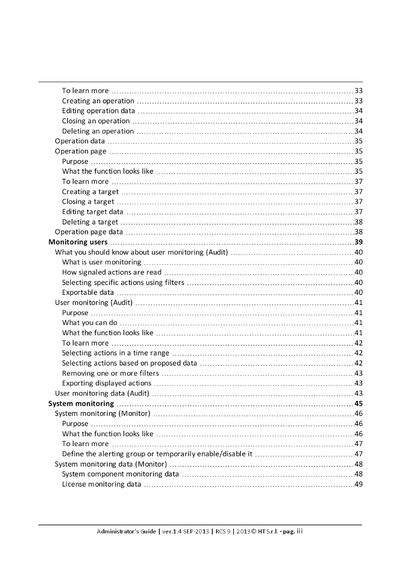 To learn more 33
Creating an operation 33
Editing operation data 34
Closing an operation 34
Deleting an operation 34
Operation data 35
Operation page 35
Purpose 35
What the function looks like 35
To learn more 37
Creating a target 37
Closing a target 37
Editing target data 37
Deleting a target 38
Operation page data 38
Monitoring users 39
What you should know about user monitoring (Audit) 40
What is user monitoring 40
How signaled actions are read 40
Selecting specific actions using filters 40
Exportable data 40
User monitoring (Audit) 41
Purpose 41
What you can do 41
What the function looks like 41
To learn more 42
Selecting actions in a time range 42
Selecting actions based on proposed data 42
Removing one or more filters 43
Exporting displayed actions 43
User monitoring data (Audit) 43
System monitoring 45
System monitoring (Monitor) 46
Purpose 46
What the function looks like 46
To learn more 47
Define the alerting group or temporarily enable/disable it 47
System monitoring data (Monitor) 48
System component monitoring data 48
License monitoring data 49
Administrator's Guide | ver.1.4 SEP-2013 | RCS 9 | 2013 © HT S.r.l. - pag. iii